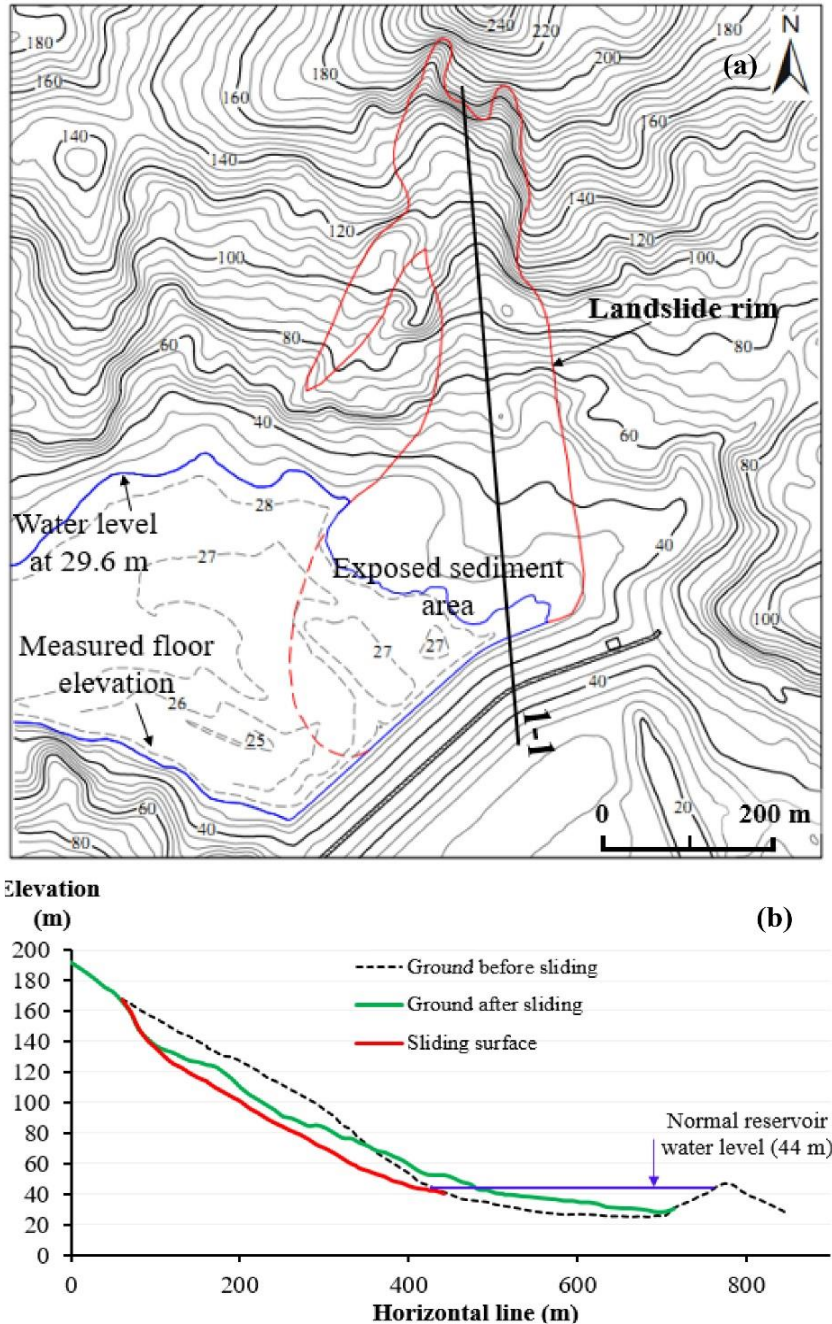 180
220
200
N
(a)
240
180
180
160
160
140
140
140
140
120
120
100
100
Landslide rim
80
80
60
60
40
80
Water level
at 29.6 m
28
27
40
Exposed sediment
area
100
Measured floor
elevation
27
27
26
25
40
1-1
60
40
20
80
0
200 m
Elevation
(m)
(b)
200
180
160
140
120
100
80
60
40
20
0
Ground before sliding
Ground after sliding
Sliding surface
Normal reservoir
water level (44 m)
0
200
400
600
800
Horizontal line (m)